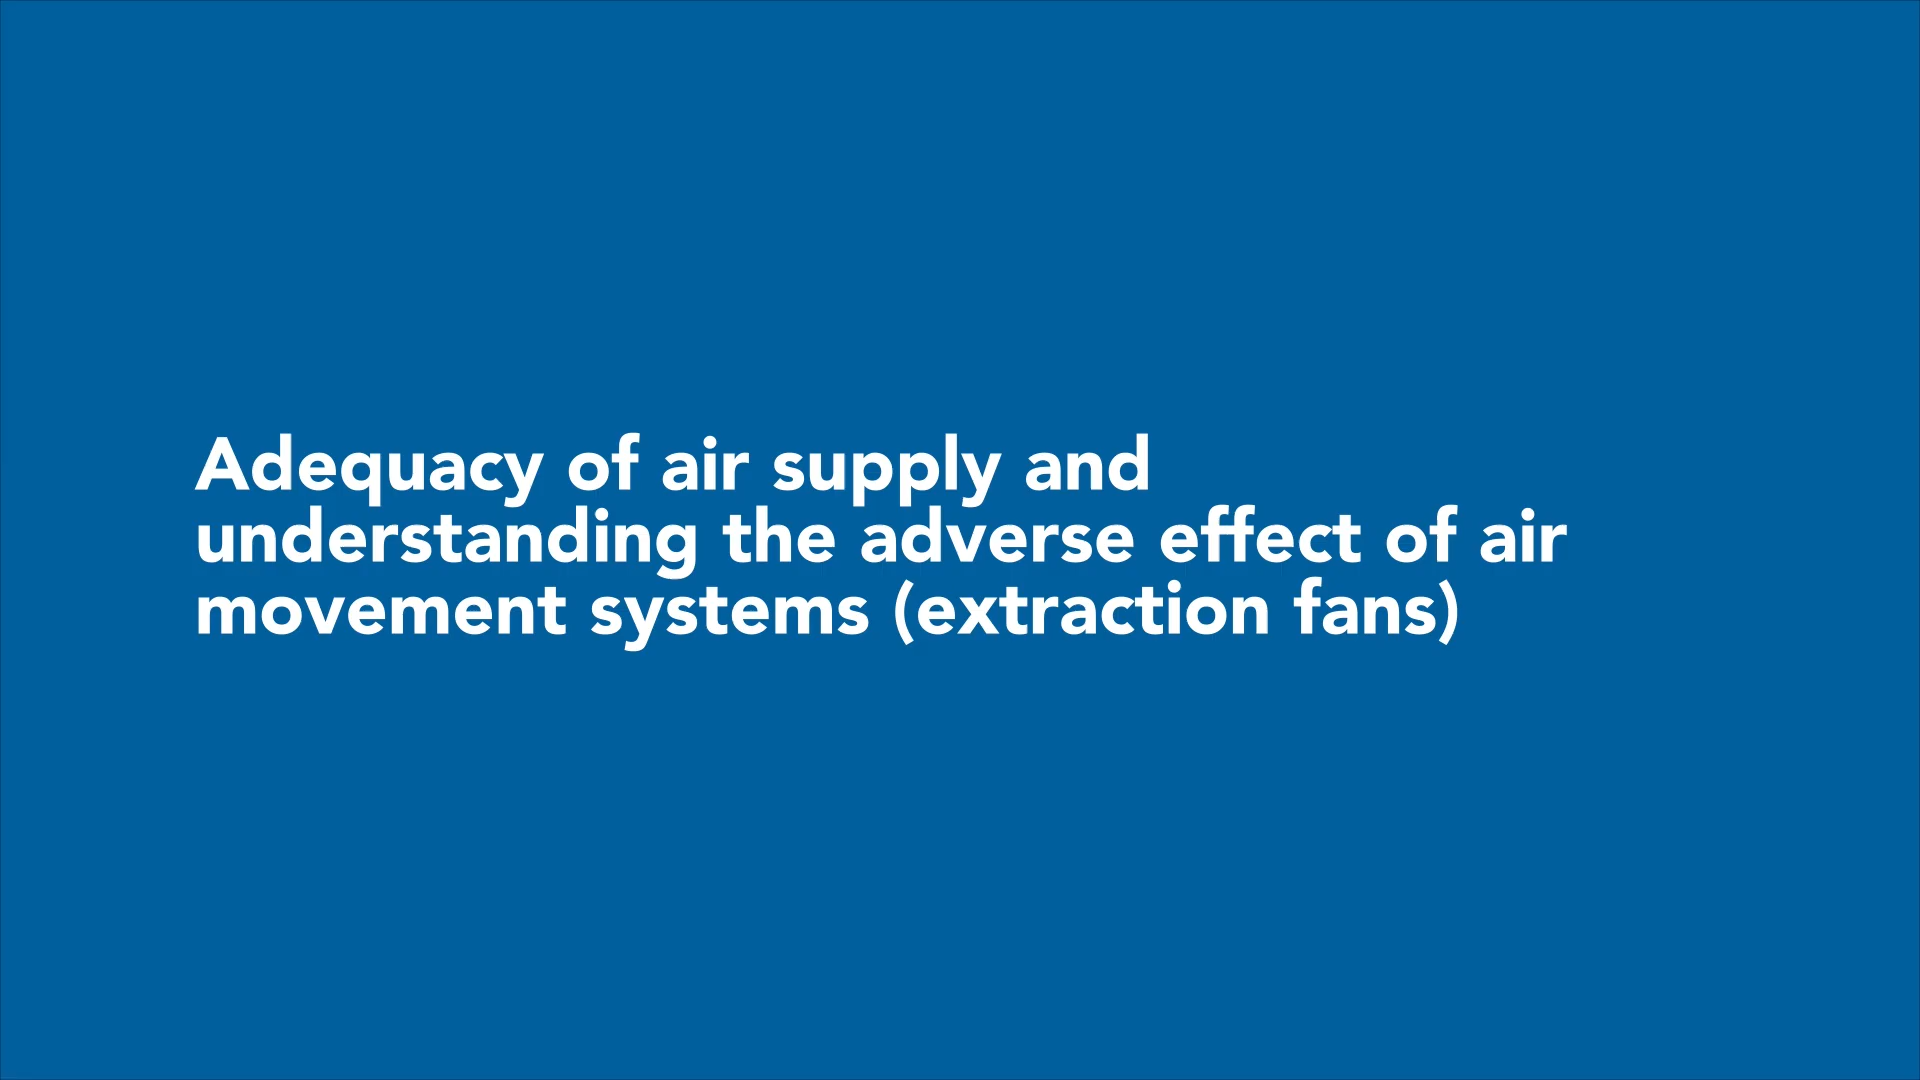 Adequacy of air supply and
understanding the adverse effect of air
movement systems (extraction fans)